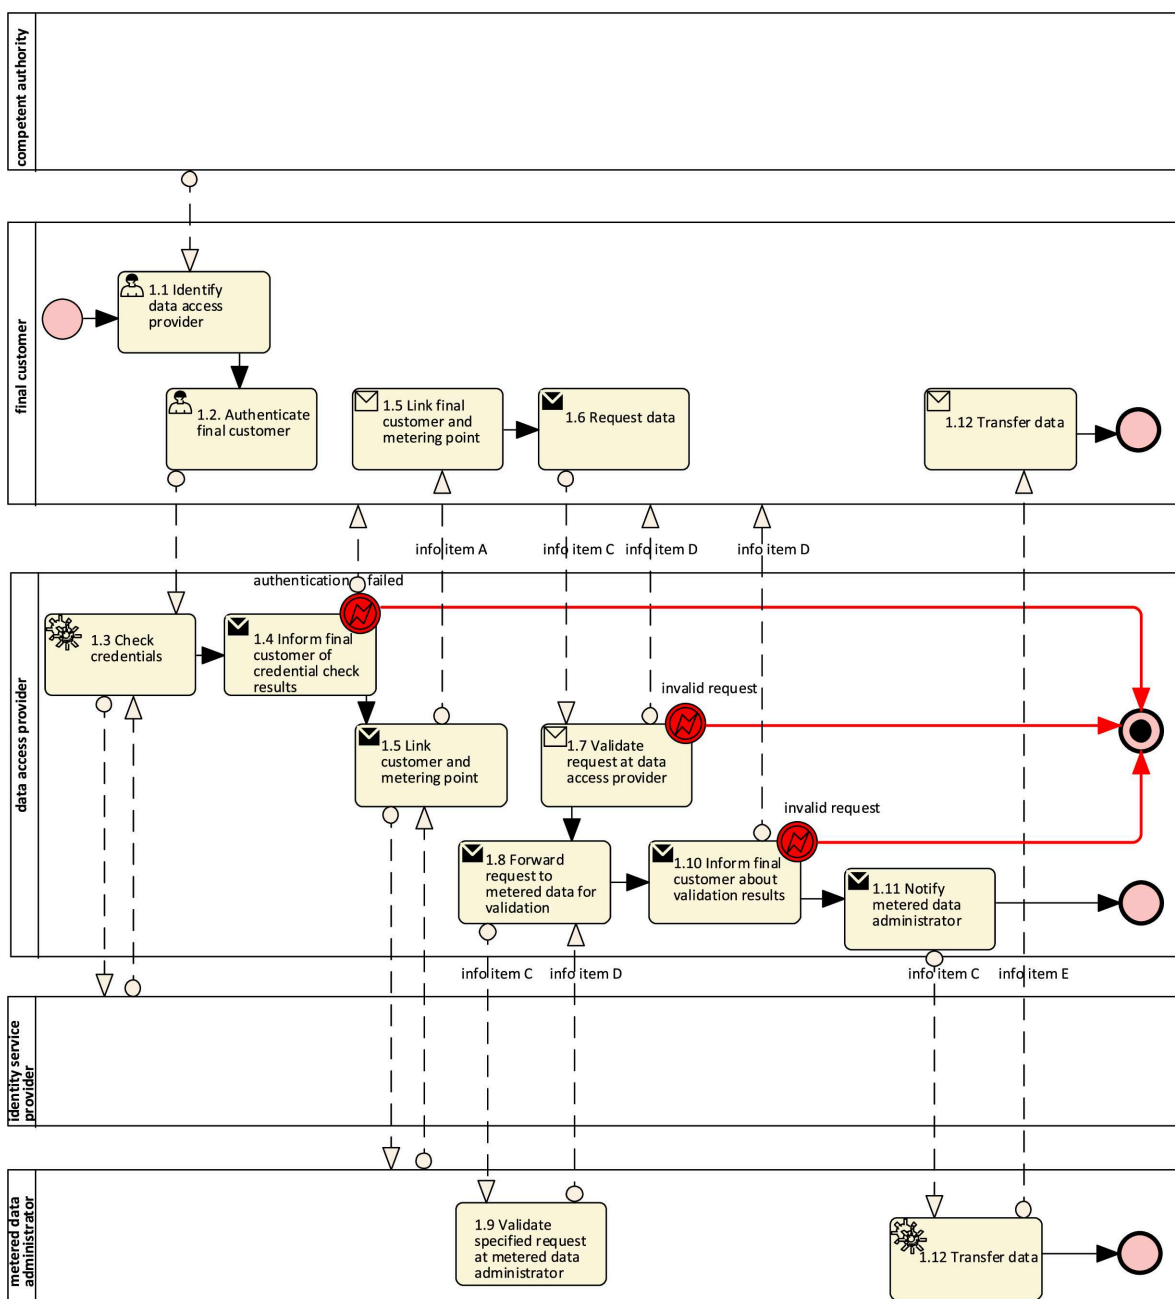 competent authority
final customer
1.1 Identify
data access
provider
1.2. Authenticate
final customer
1.5 Link final
customer and
metering point
1.6 Request data
1.12 Transfer data
info item A
info item C
info item D
info item D
data access provider
authentication failed
1.3 Check
credentials
1.4 Inform final
customer of
credential check
results
invalid request
1.5 Link
customer and
metering point
1.7 Validate
request at data
access provider
invalid request
1.8 Forward
request to
metered data for
validation
1.10 Inform final
customer about
validation results
1.11 Notify
metered data
administrator
info item C
info item D
info item C
info item E
identity service
provider
metered data
administrator
1.9 Validate
specified request
at metered data
administrator
1.12 Transfer data